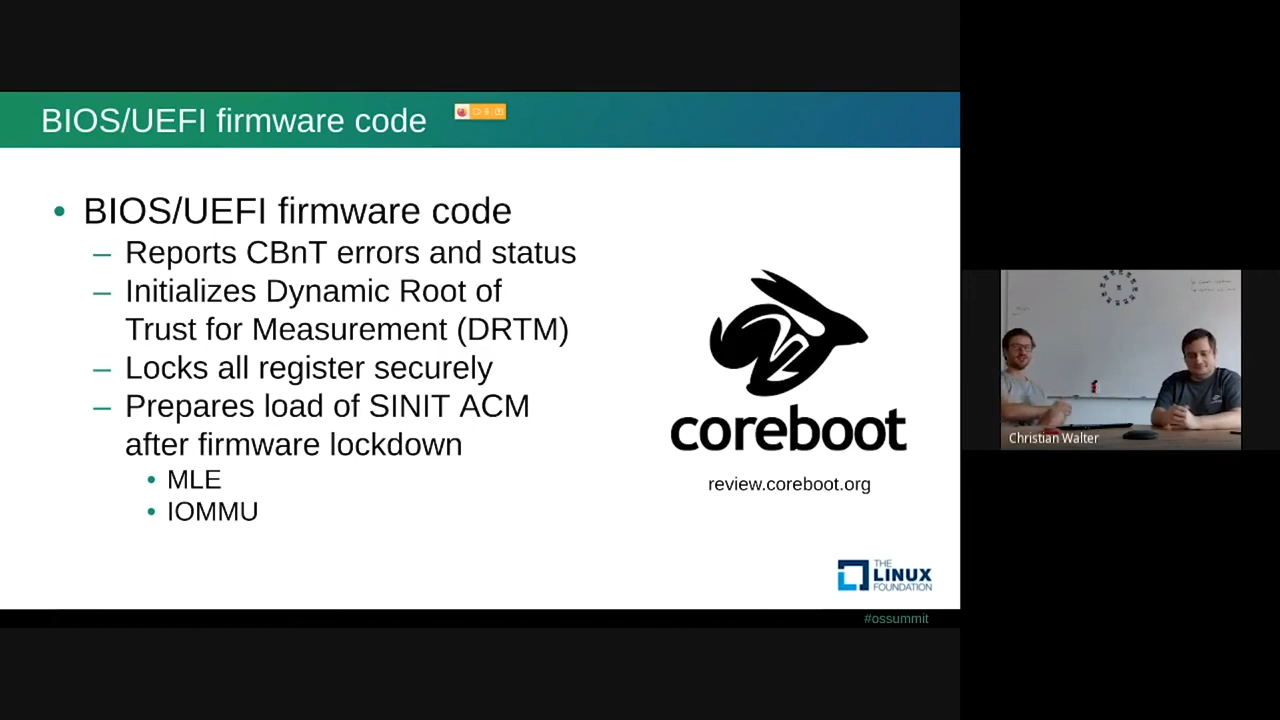 BIOS/UEFI firmware code
• BIOS/UEFI firmware code
– Reports CBnT errors and status
– Initializes Dynamic Root of
Trust for Measurement (DRTM)
– Locks all register securely
– Prepares load of SINIT ACM
after firmware lockdown
• MLE
• IOMMU
coreboot
review.coreboot.org
THE
LINUX
FOUNDATION
#ossummit
Christian Walter